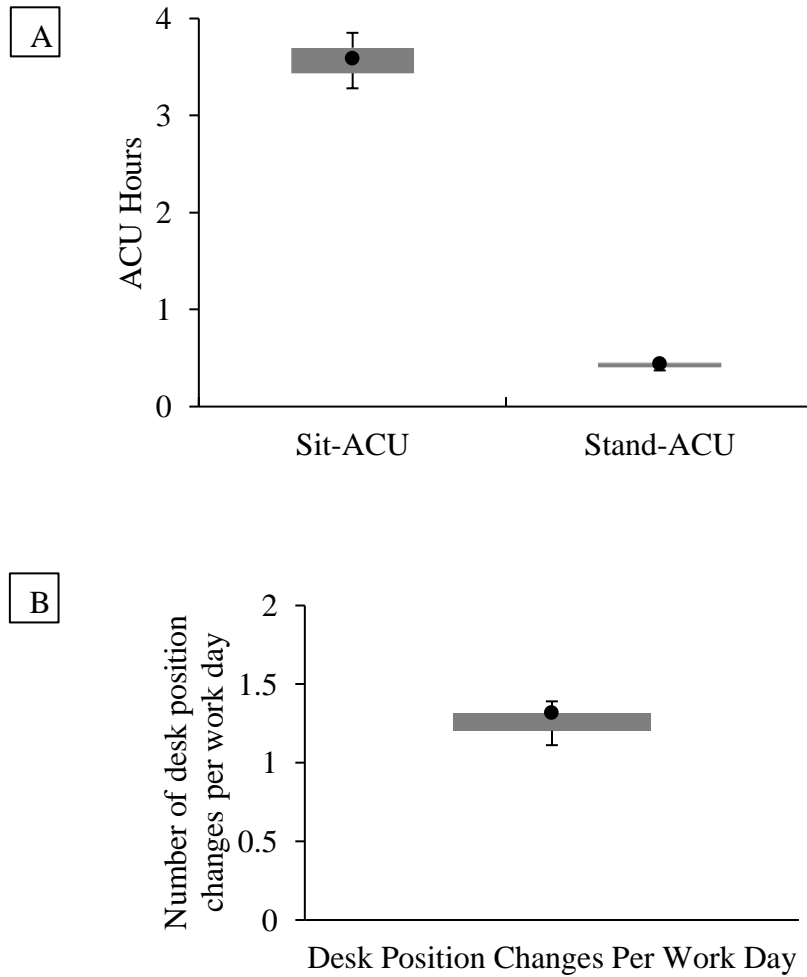 A
4
3
2
1
0
ACU Hours
Sit-ACU
Stand-ACU
B
2
1.5
1
0.5
0
Number of desk position
changes per work day
Desk Position Changes Per Work Day